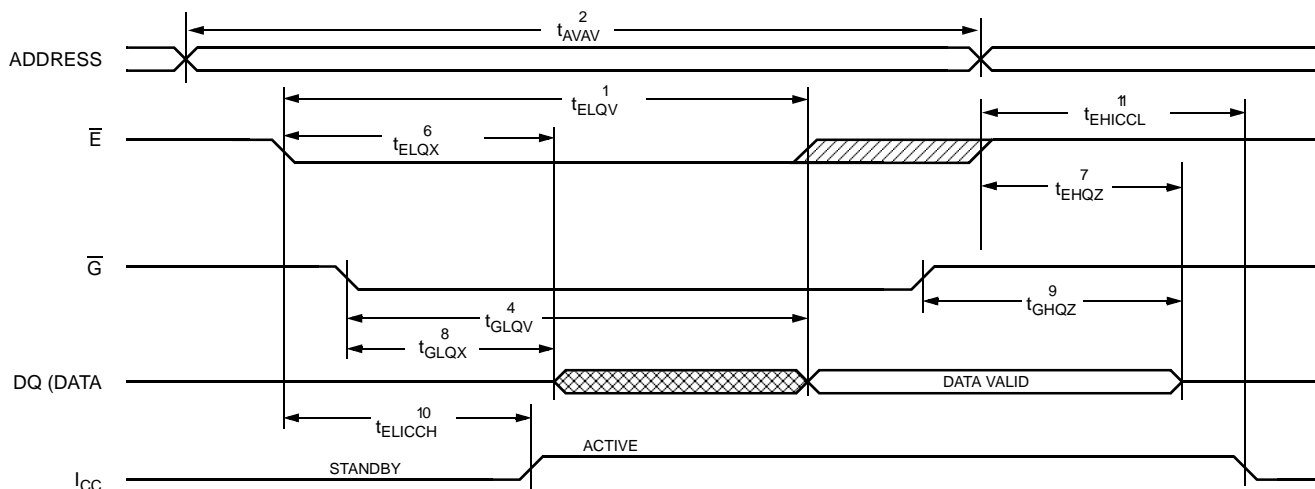 2
tAVAV
ADDRESS
1
tELQV
11
tEHICCL
E
6
tELQX
7
tEHQZ
G
9
tGHQZ
4
tGLQV
8
tGLQX
DQ (DATA
DATA VALID
10
tELICCH
ACTIVE
STANDBY
ICC